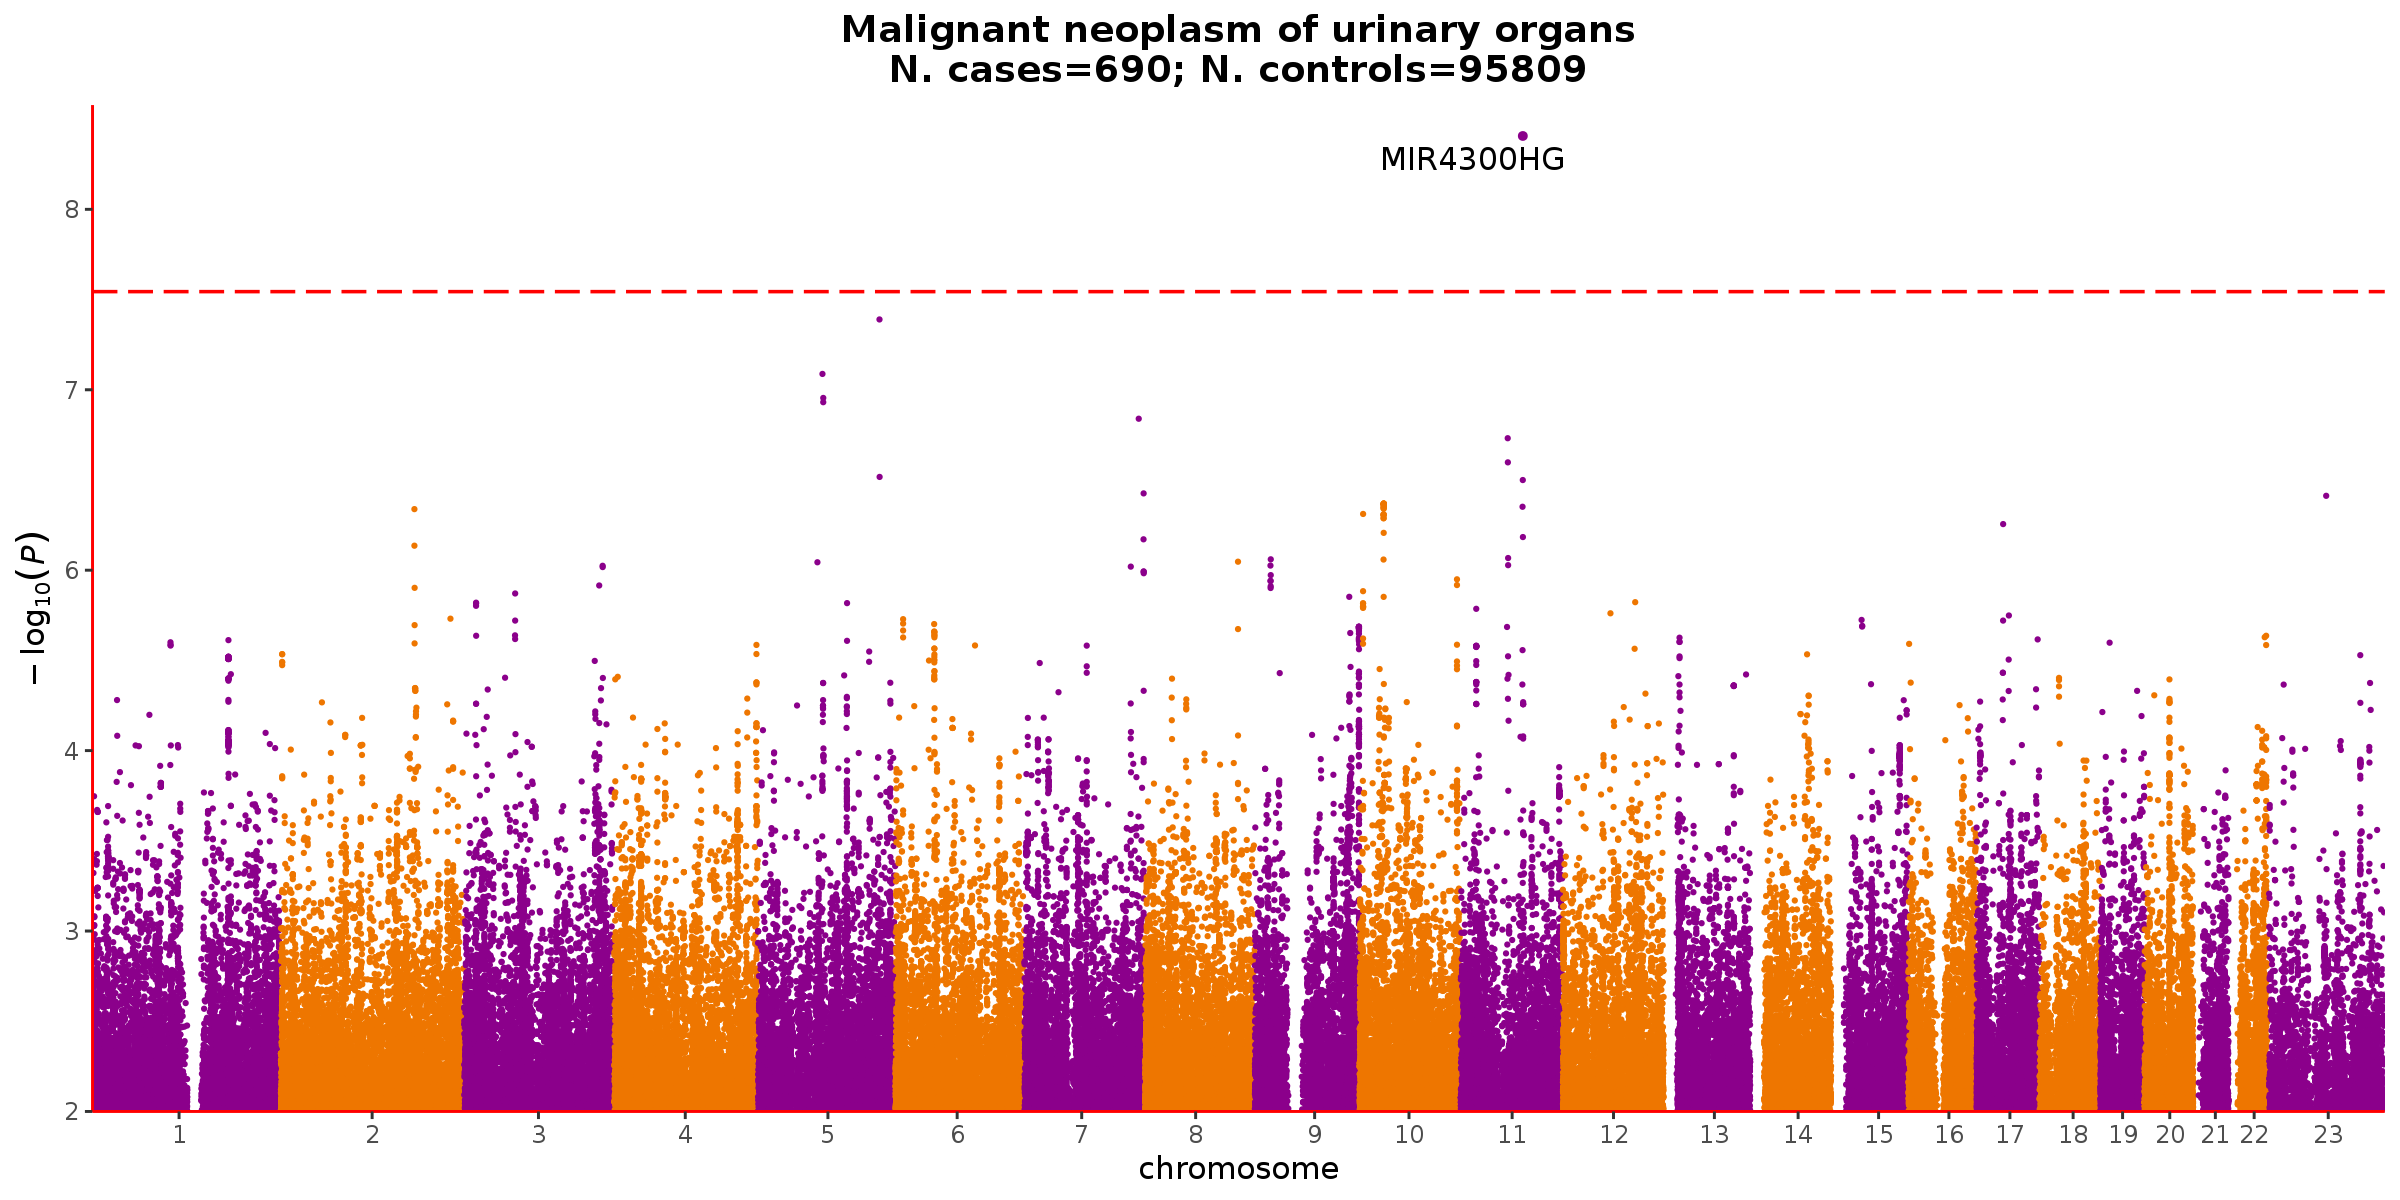 Malignant neoplasm of urinary organs
N. cases=690; N. controls=95809
MIR4300HG
8
7
6
4
3
2
−log₁₀(P)
1 2 3 4 5 6 7 8 9 10 11 12 13 14 15 16 17 18 19 20 21 22 23
chromosome